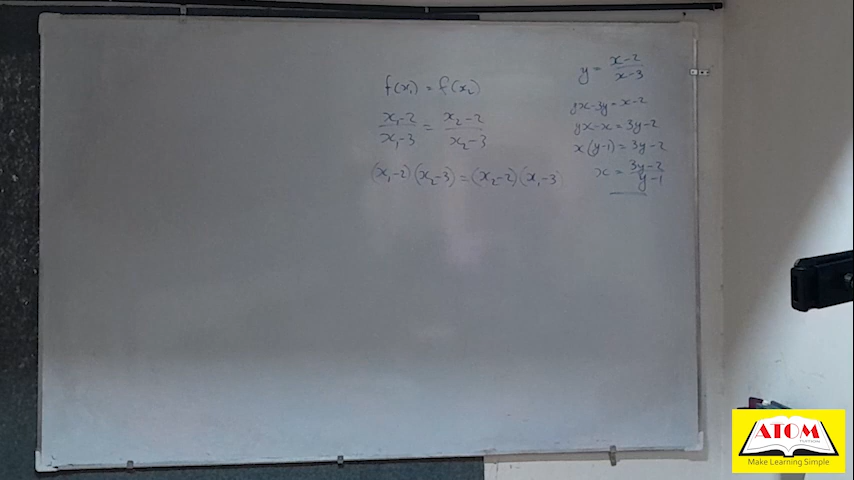 f(x₁) = f(x₂)
x₁-2/x₁-3 = x₂-2/x₂-3
(x₁-2)(x₂-3) = (x₂-2)(x₁-3)
y = x-2/x-3
yx-3y = x-2
yx-x = 3y-2
x(y-1) = 3y-2
x = 3y-2/y-1
ATOM
Make Learning Simple